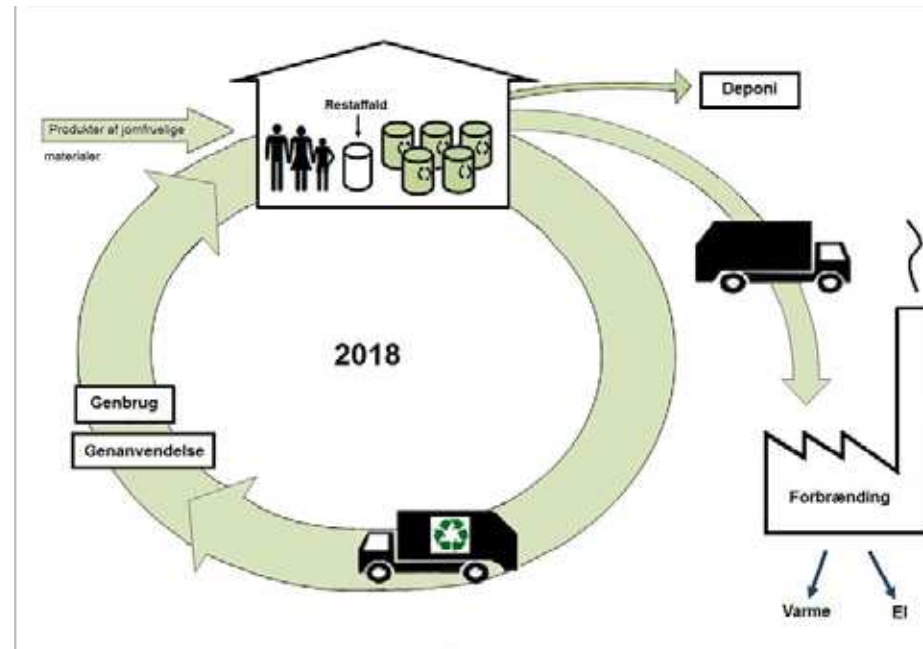 Restaffald
Deponi
Produkter af jomfruelige
materialer
2018
Genbrug
Genanvendelse
Forbrænding
Varme
El